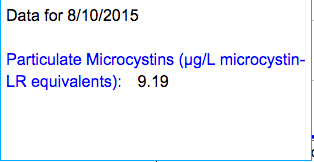 Data for 8/10/2015
Particulate Microcystins (µg/L microcystin-
LR equivalents): 9.19